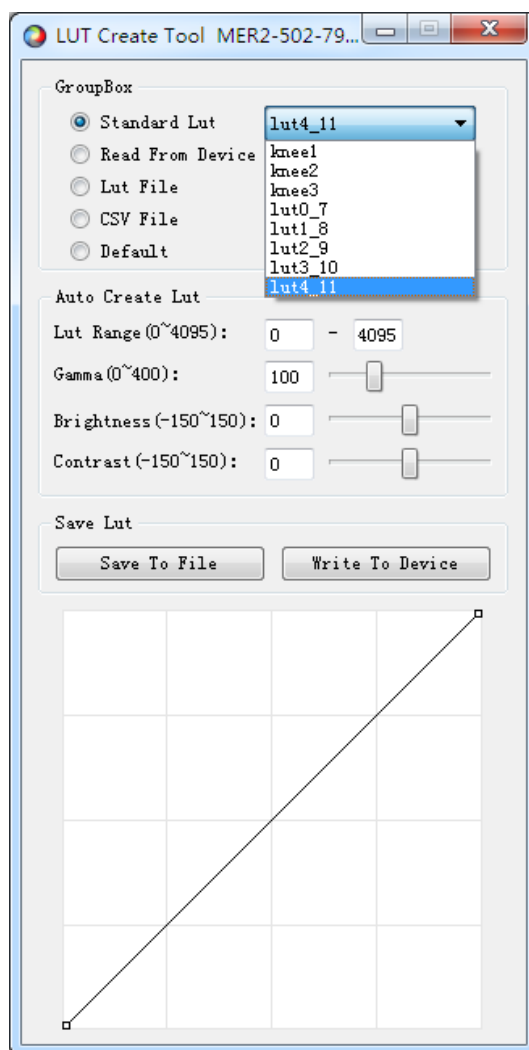 LUT Create Tool MER2-502-79...
GroupBox
Standard Lut
lut4_11
Read From Device
Lut File
CSV File
Default
knee1
knee2
knee3
lut0_7
lut1_8
lut2_9
lut3_10
lut4_11
Auto Create Lut
Lut Range(0~4095): 0 - 4095
Gamma(0~400): 100
Brightness(-150~150): 0
Contrast(-150~150): 0
Save Lut
Save To File Write To Device